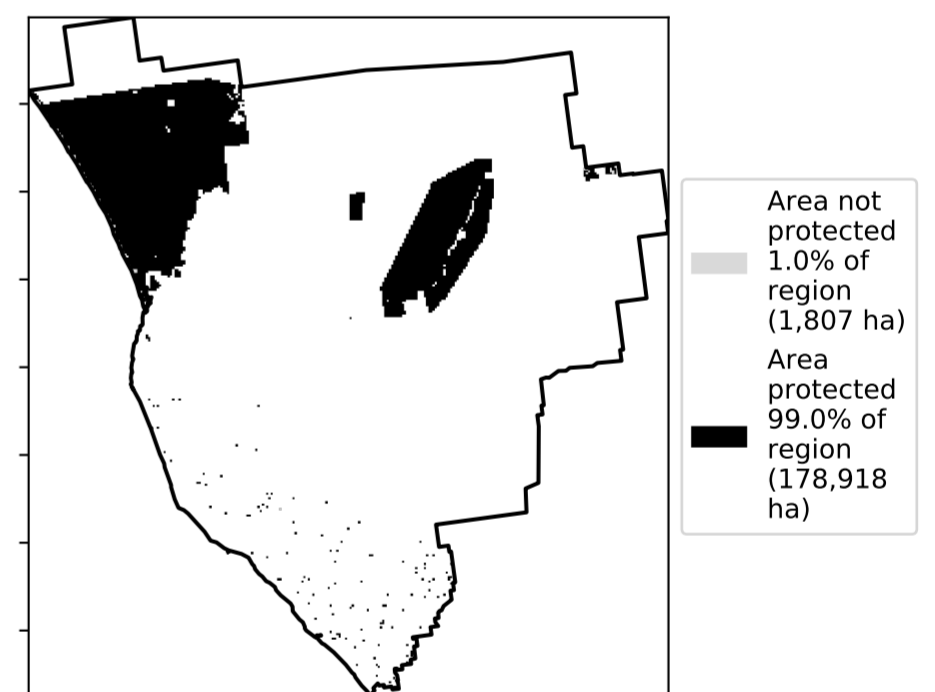 Area not
protected
1.0% of
region
(1,807 ha)
Area
protected
99.0% of
region
(178,918
ha)